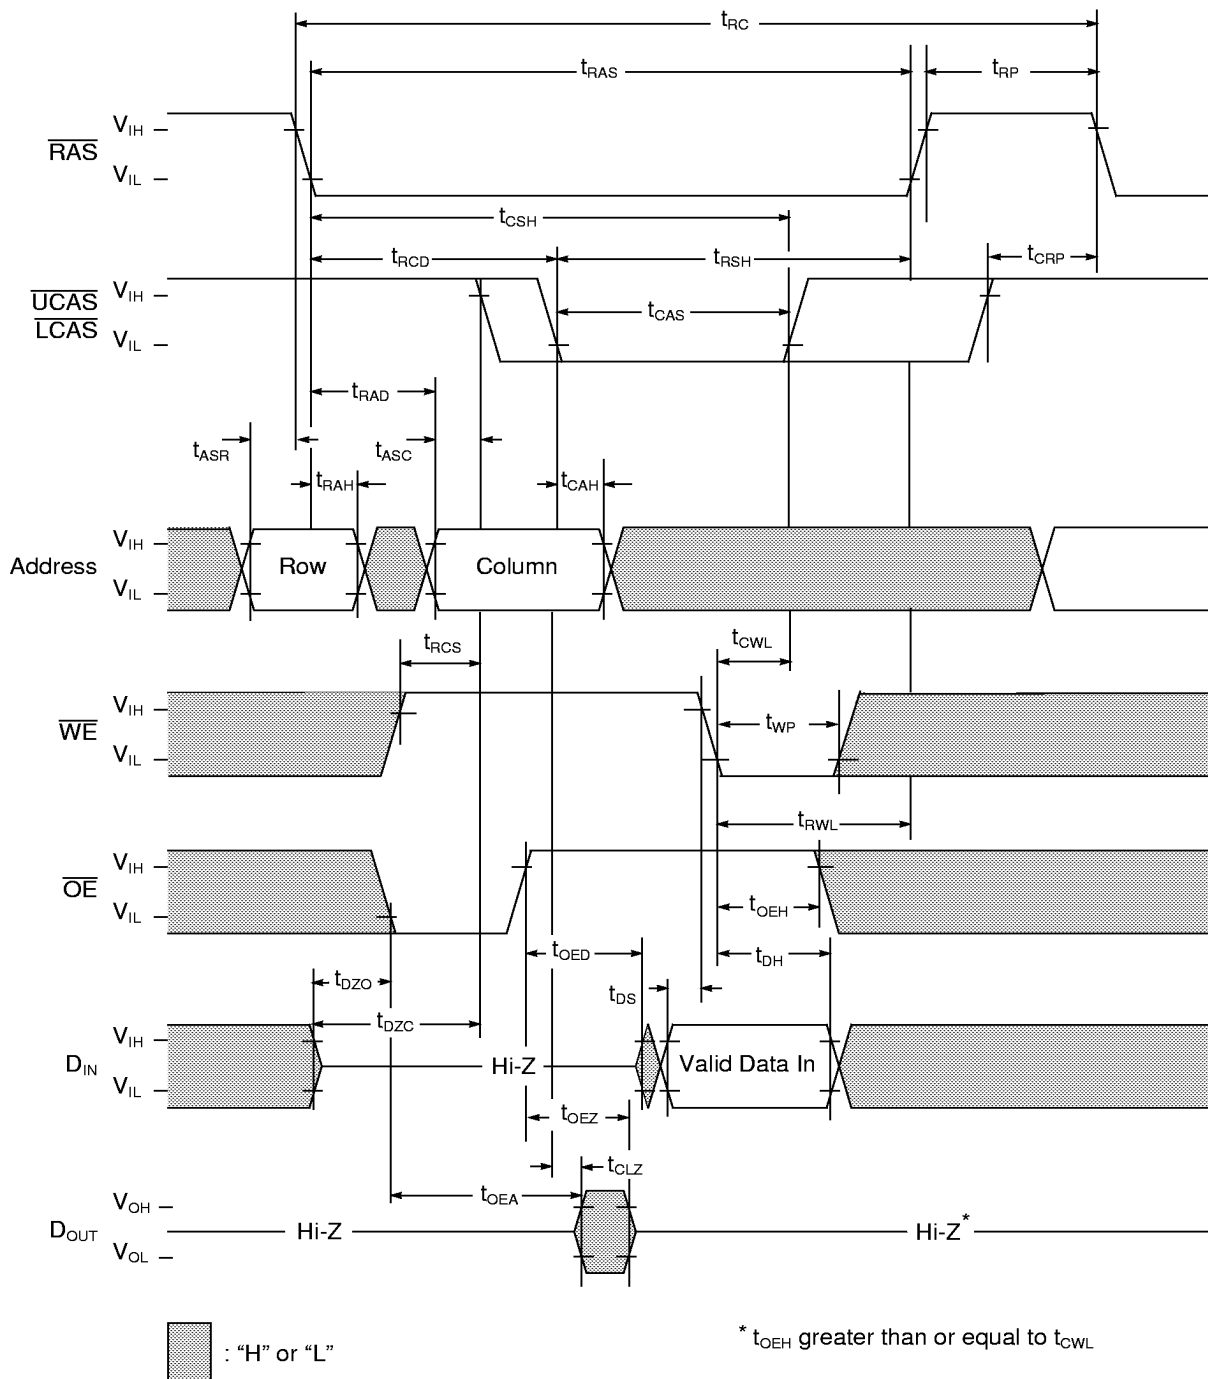 tRC
tRAS
tRP
RAS
VIH
VIL
tCSH
tRCD
tRSH
tCRP
UCAS
LCAS
VIH
VIL
tCAS
tRAD
tASR
tASC
tRAH
tCAH
Address
VIH
VIL
Row
Column
tRCS
tCWL
WE
VIH
VIL
tWP
tRWL
OE
VIH
VIL
tOEH
tOED
tDH
tDZO
tDS
tDZC
DIN
VIH
VIL
Hi-Z
Valid Data In
tOEZ
tCLZ
tOEA
DOUT
VOH
VOL
Hi-Z
Hi-Z*
: “H” or “L”
* tOEH greater than or equal to tCWL